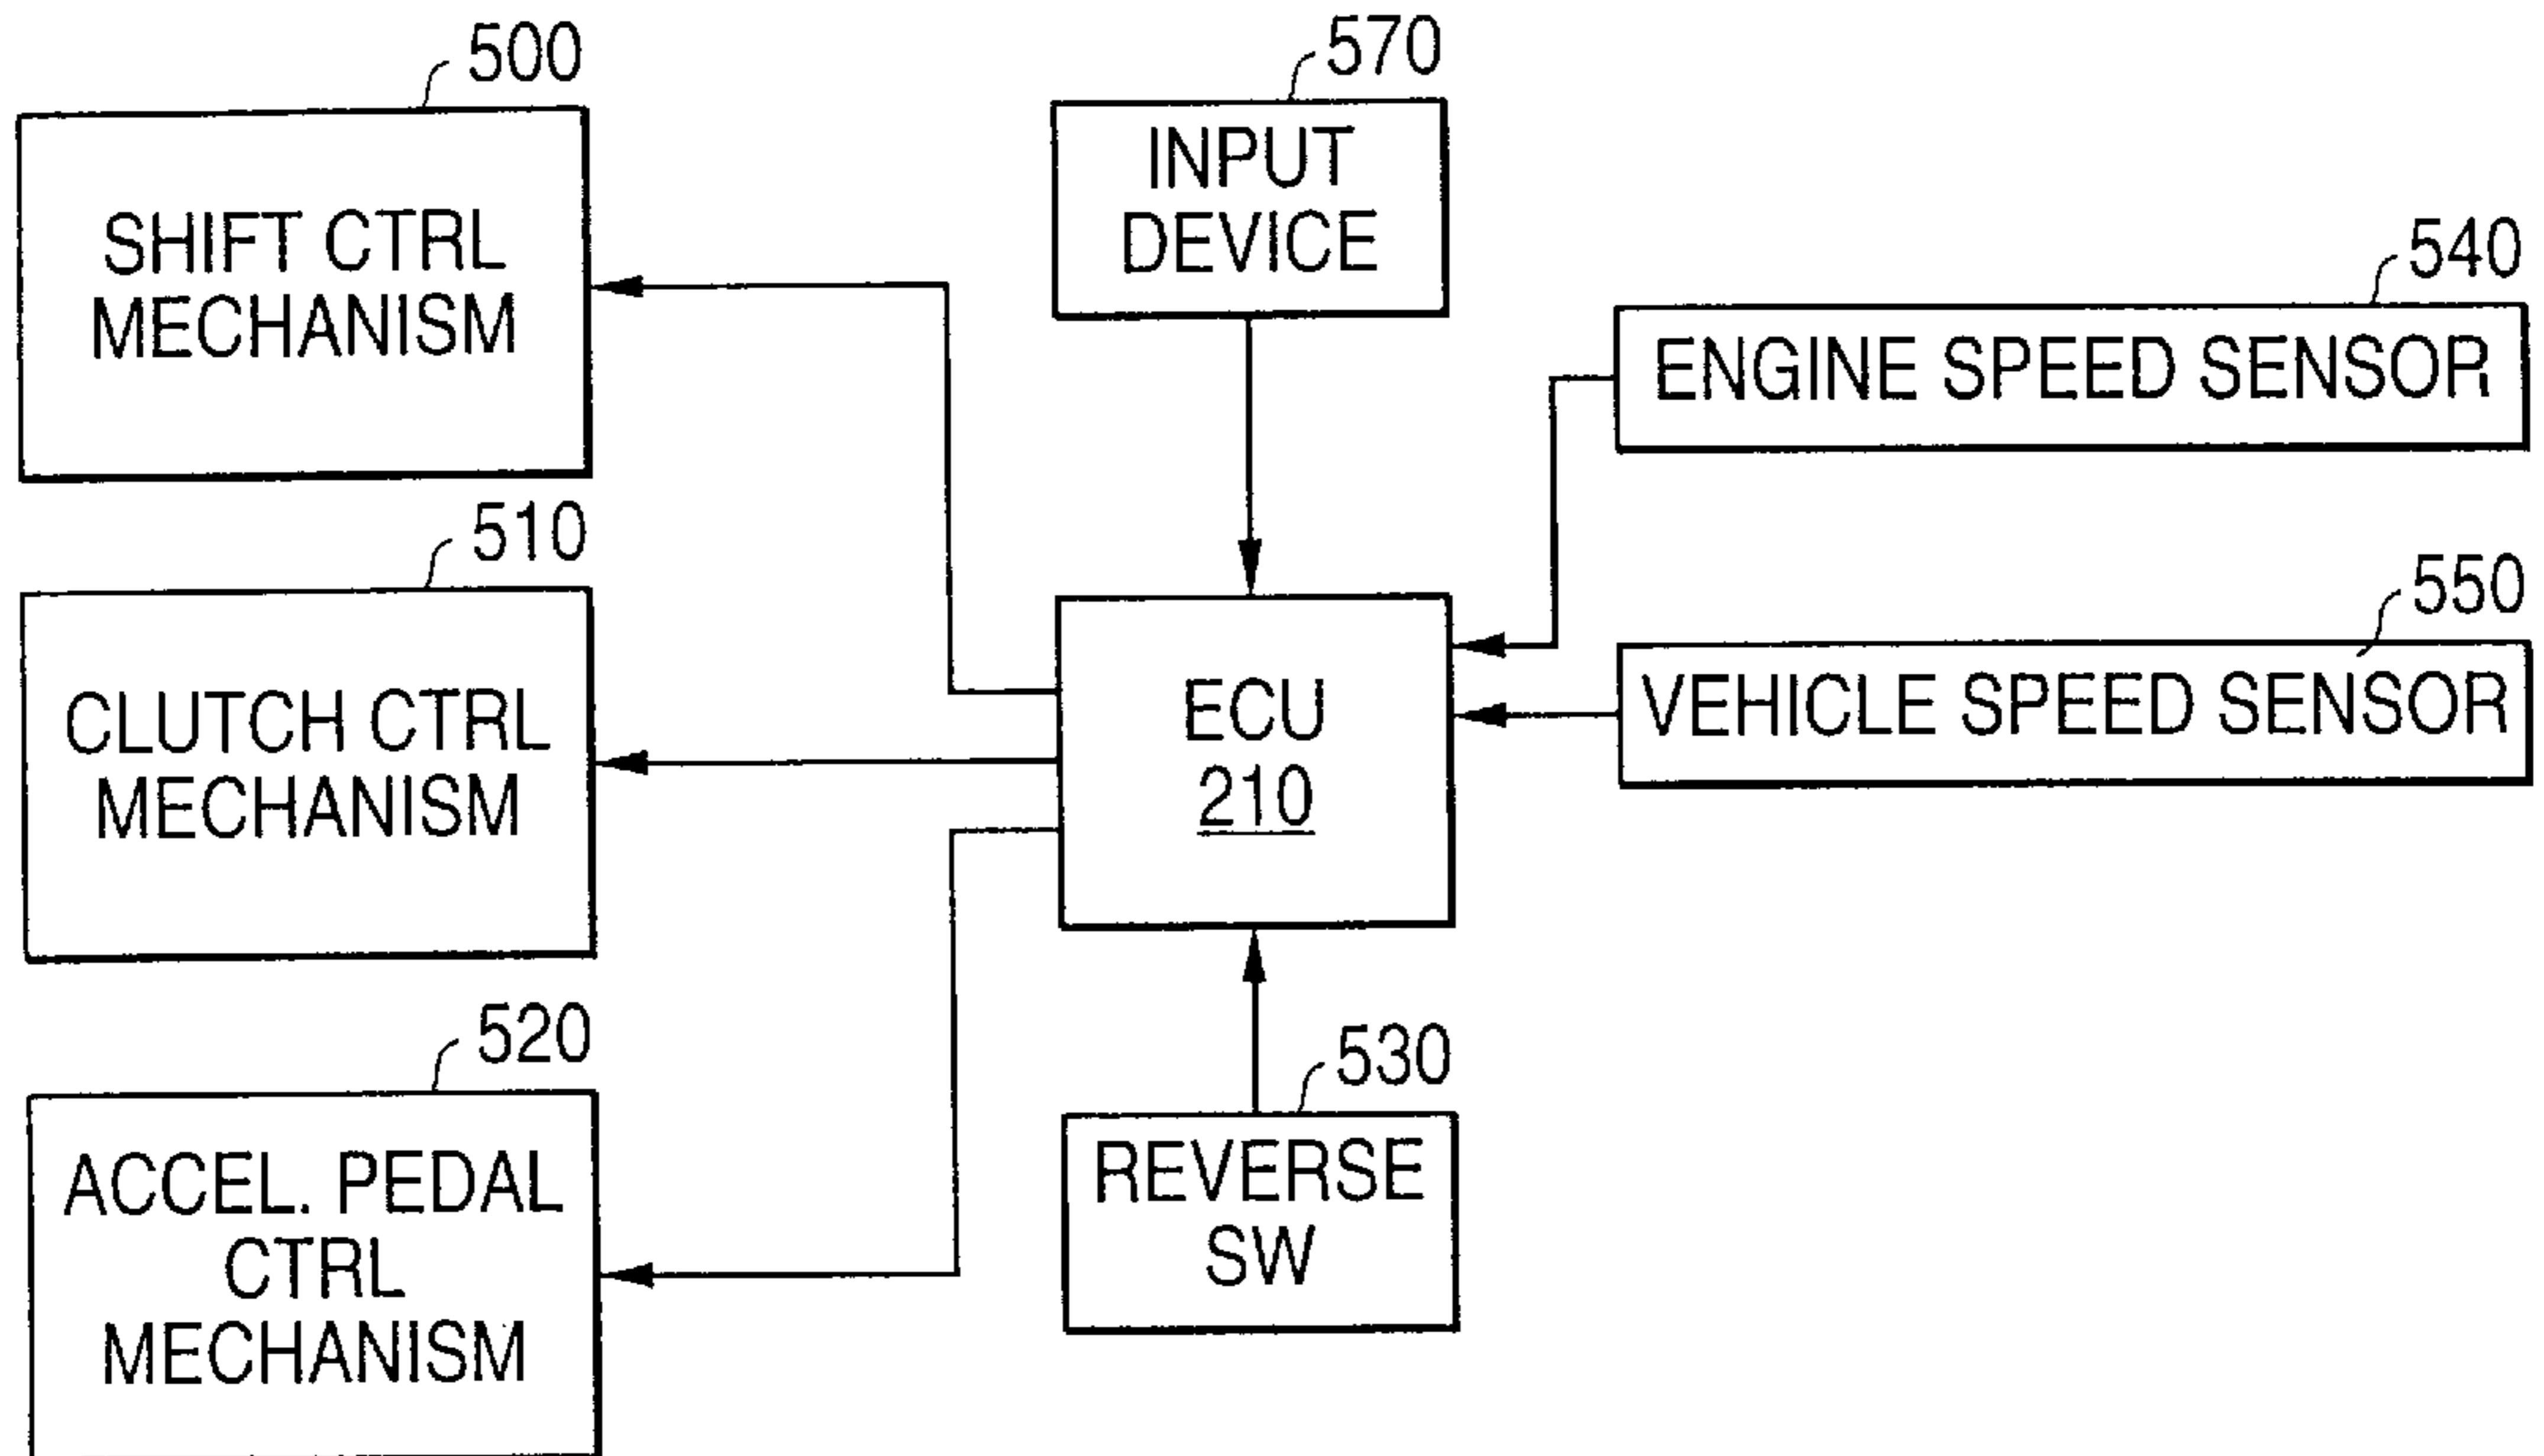 500
SHIFT CTRL
MECHANISM
510
CLUTCH CTRL
MECHANISM
520
ACCEL. PEDAL
CTRL
MECHANISM
570
INPUT
DEVICE
ECU
210
530
REVERSE
SW
540
ENGINE SPEED SENSOR
550
VEHICLE SPEED SENSOR